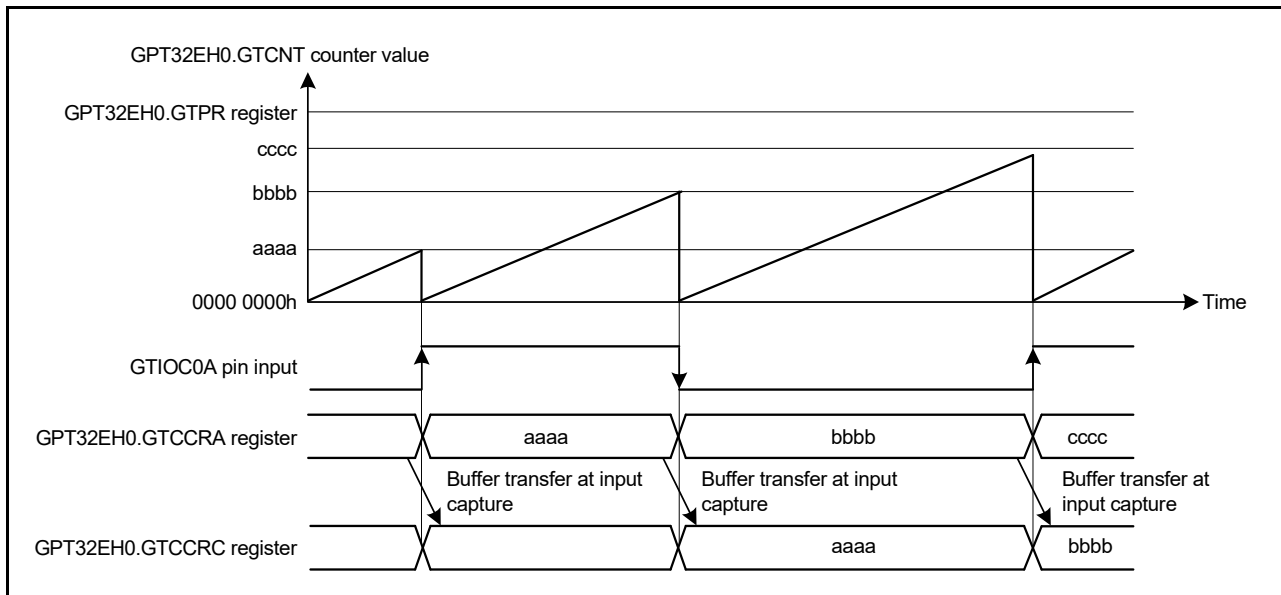 GPT32EH0.GTCNT counter value
GPT32EH0.GTPR register
cccc
bbbb
aaaa
0000 0000h
Time
GTIOC0A pin input
GPT32EH0.GTCCRA register
aaaa
bbbb
cccc
Buffer transfer at input
capture
Buffer transfer at input
capture
Buffer transfer at
input capture
GPT32EH0.GTCCRC register
aaaa
bbbb